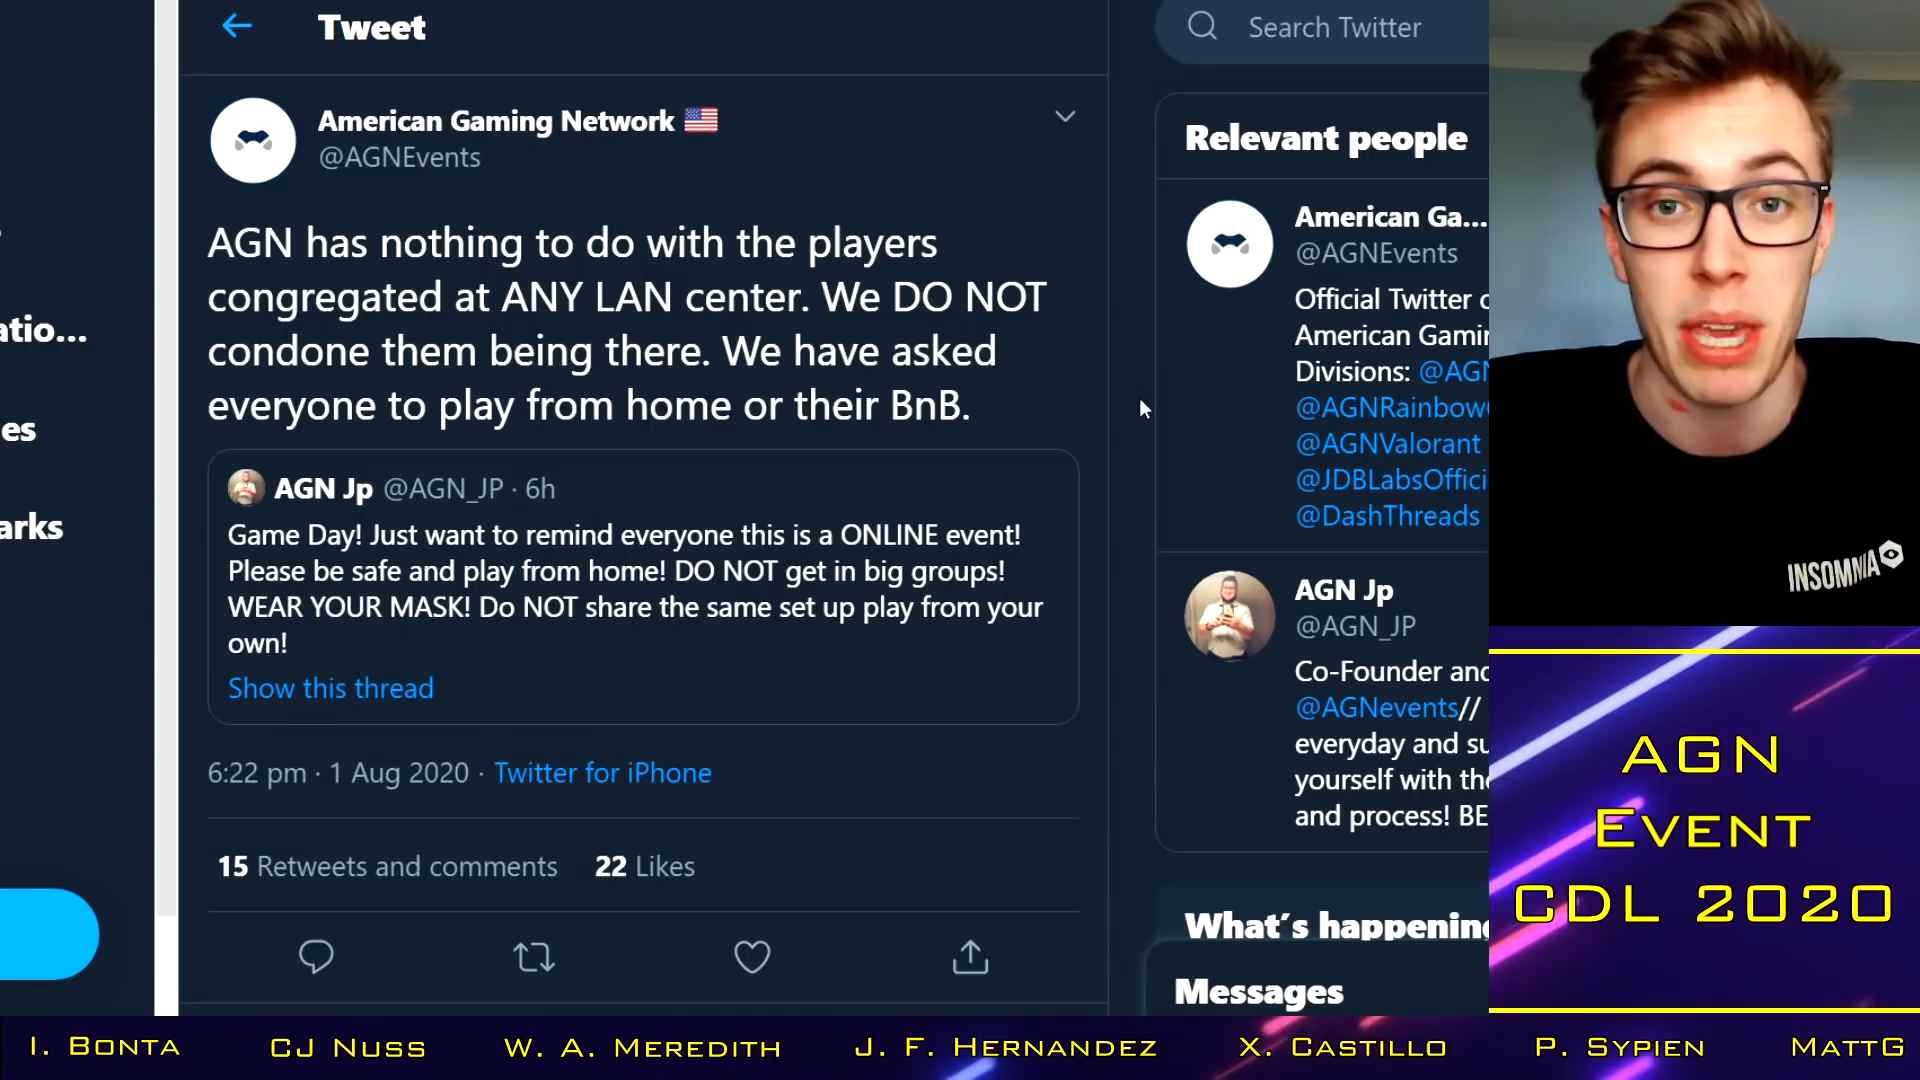 Tweet
Search Twitter
American Gaming Network
@AGNEvents
AGN has nothing to do with the players
congregated at ANY LAN center. We DO NOT
condone them being there. We have asked
everyone to play from home or their BnB.
AGN Jp @AGN_JP · 6h
Game Day! Just want to remind everyone this is a ONLINE event!
Please be safe and play from home! DO NOT get in big groups!
WEAR YOUR MASK! Do NOT share the same set up play from your
own!
Show this thread
6:22 pm · 1 Aug 2020 · Twitter for iPhone
15 Retweets and comments 22 Likes
atio...
es
arks
Relevant people
American Ga...
@AGNEvents
Official Twitter
American Gami
Divisions: @AGN
@AGNRainbow
@AGNValorant
@JDBLabsOffici
@DashThreads
AGN Jp
@AGN_JP
Co-Founder and
@AGNevents//
everyday and su
yourself with the
and process! BE
What's happening
Messages
INSOMNIA
AGN
EVENT
CDL 2020
I. BONTA CJ NUSS W. A. MEREDITH J. F. HERNANDEZ X. CASTILLO P. SYPIEN MATTG